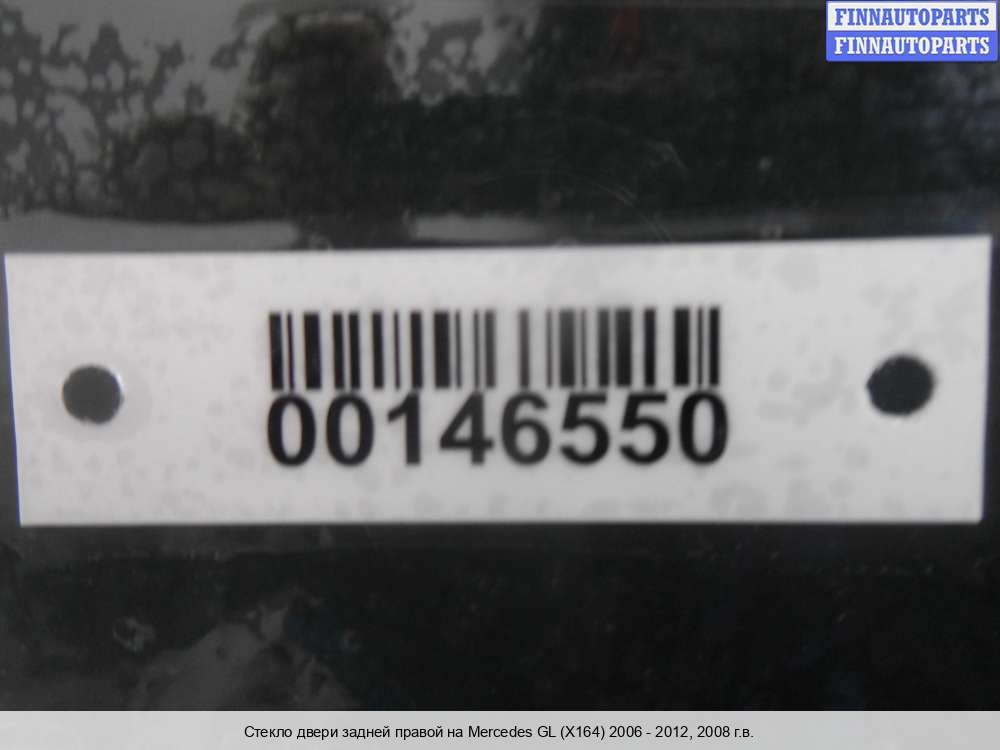 FINNAUTOPARTS
FINNAUTOPARTS
00146550
Стекло двери задней правой на Mercedes GL (X164) 2006 - 2012, 2008 г.в.